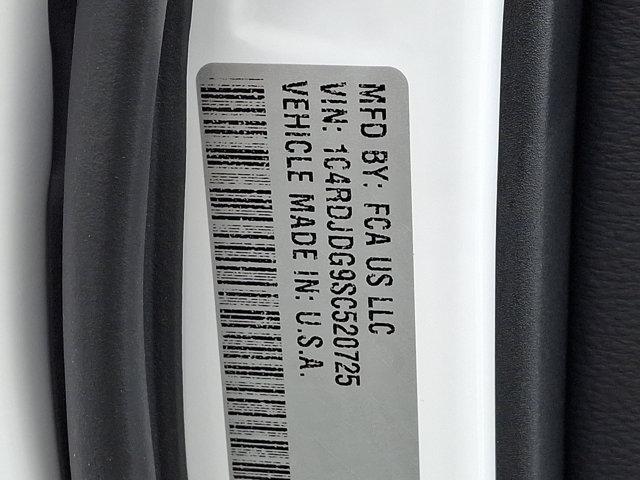 MFD BY: FCA US LLC
VIN: 1C4RDJDG9SC520725
VEHICLE MADE IN: U.S.A.